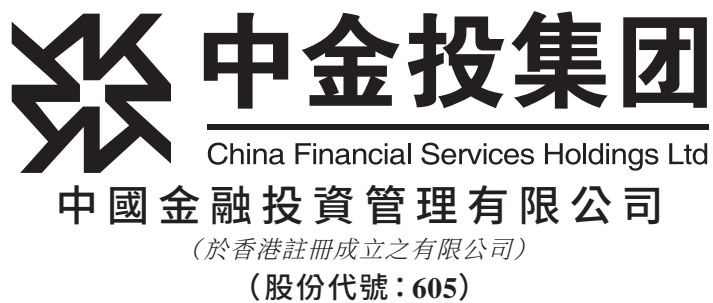 中金投集团
China Financial Services Holdings Ltd
中國金融投資管理有限公司
（於香港註冊成立之有限公司）
（股份代號：605）